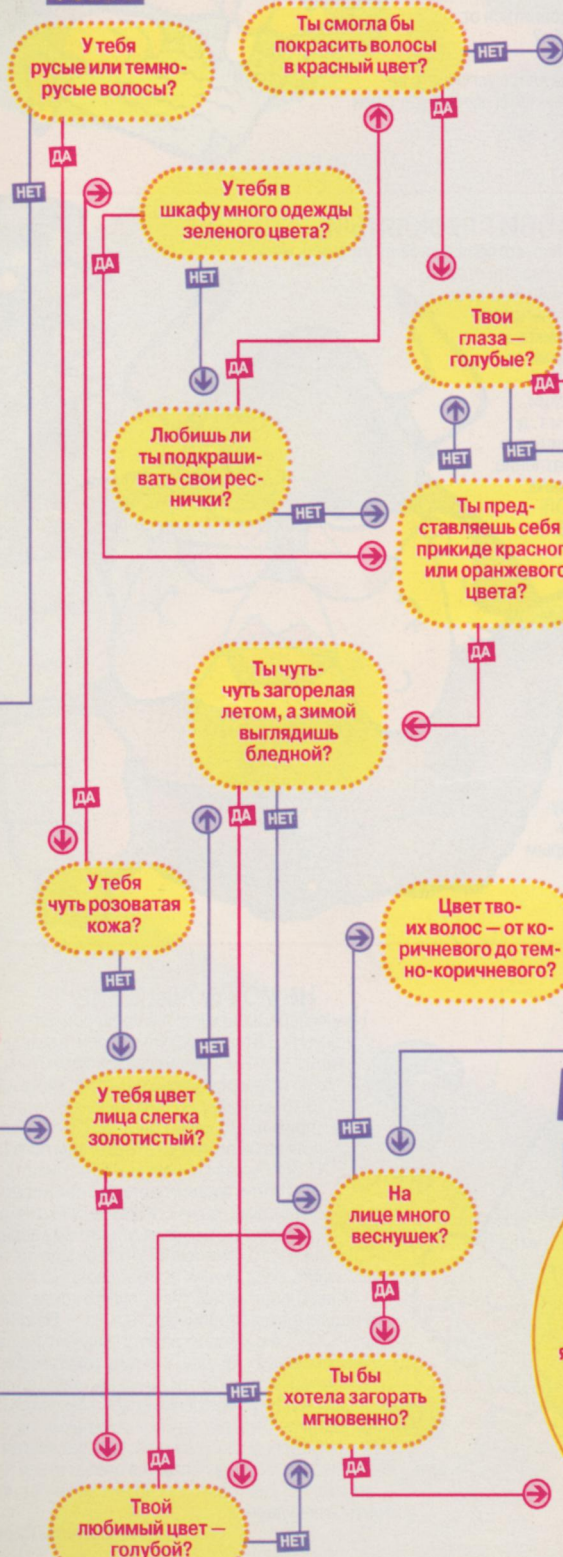 У тебя
русые или темно-
русые волосы?
Ты смогла бы
покрасить волосы
в красный цвет?
НЕТ
ДА
ДА
НЕТ
У тебя в
шкафу много одежды
зеленого цвета?
ДА
НЕТ
Твои
глаза —
голубые?
ДА
ДА
НЕТ
НЕТ
Любишь ли
ты подкраши-
вать свои рес-
нички?
НЕТ
Ты пред-
ставляешь себя
прикиде
или
цвета?
ДА
Ты чуть-
чуть загорелая
летом, а зимой
выглядишь
бледной?
ДА
ДА
НЕТ
У тебя
чуть розоватая
кожа?
НЕТ
НЕТ
Цвет тво-
их волос — от ко-
ричневого до тем-
но-коричневого?
У тебя цвет
лица слегка
золотистый?
НЕТ
ДА
На
лице много
веснушек?
ДА
Ты бы
хотела загорать
мгновенно?
НЕТ
ДА
ДА
Твой
любимый цвет —
голубой?
НЕТ